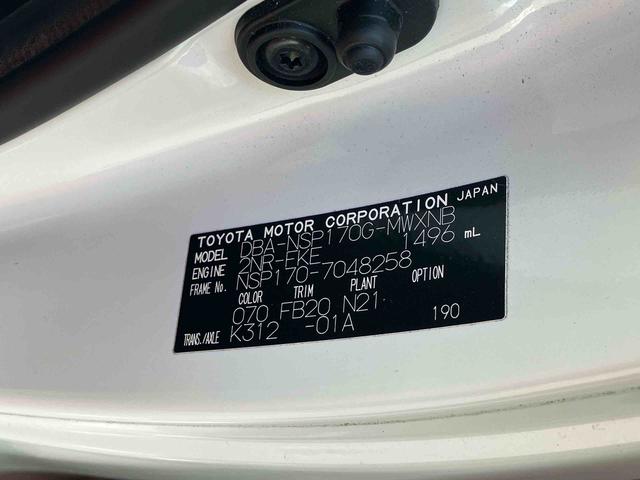 TOYOTA MOTOR CORPORATION JAPAN
MODEL DBA-NSP170G-MWXNB
ENGINE 2NR-FKE 1496 mL
FRAME No. NSP170-7048258
COLOR TRIM PLANT OPTION
070 FB20 N21
TRANS./AXLE K312 -01A 190